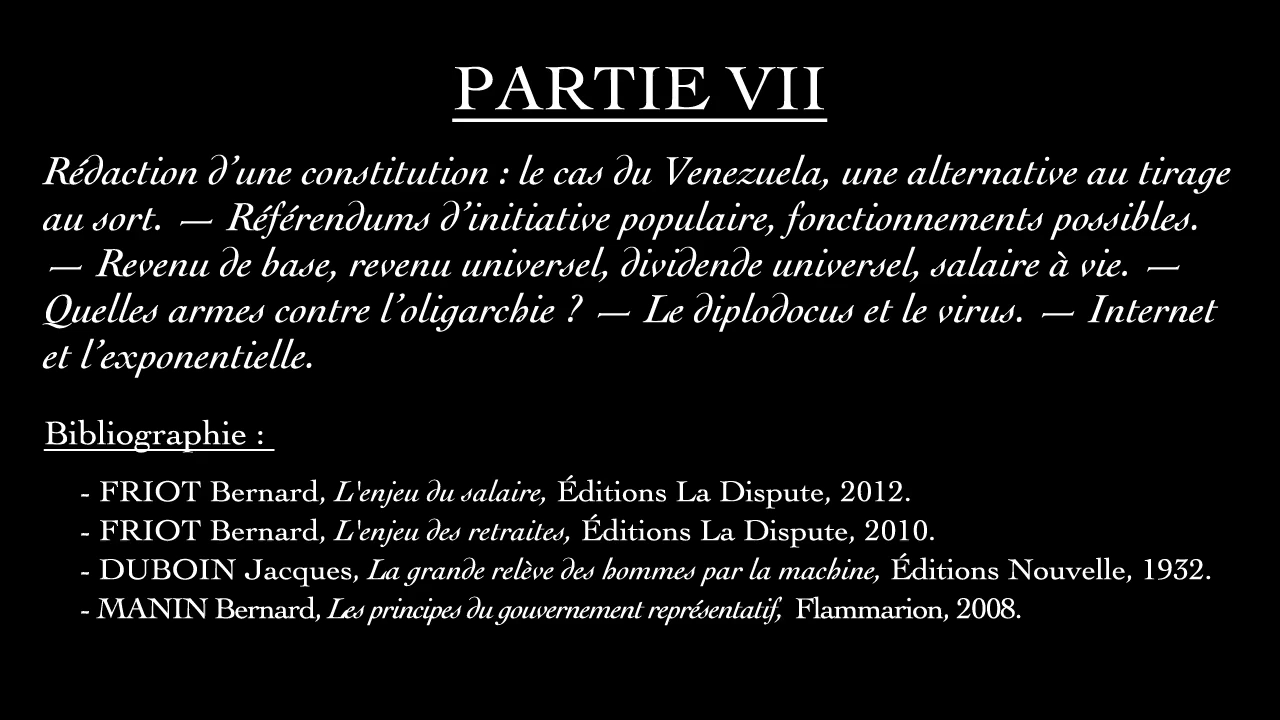 PARTIE VII
Rédaction d’une constitution : le cas du Venezuela, une alternative au tirage
au sort. — Référendums d’initiative populaire, fonctionnements possibles.
— Revenu de base, revenu universel, dividende universel, salaire à vie. —
Quelles armes contre l’oligarchie ? — Le diplodocus et le virus. — Internet
et l’exponentielle.
Bibliographie :
- FRIOT Bernard, L'enjeu du salaire, Éditions La Dispute, 2012.
- FRIOT Bernard, L'enjeu des retraites, Éditions La Dispute, 2010.
- DUBOIN Jacques, La grande relève des hommes par la machine, Éditions Nouvelle, 1932.
- MANIN Bernard, Les principes du gouvernement représentatif, Flammarion, 2008.